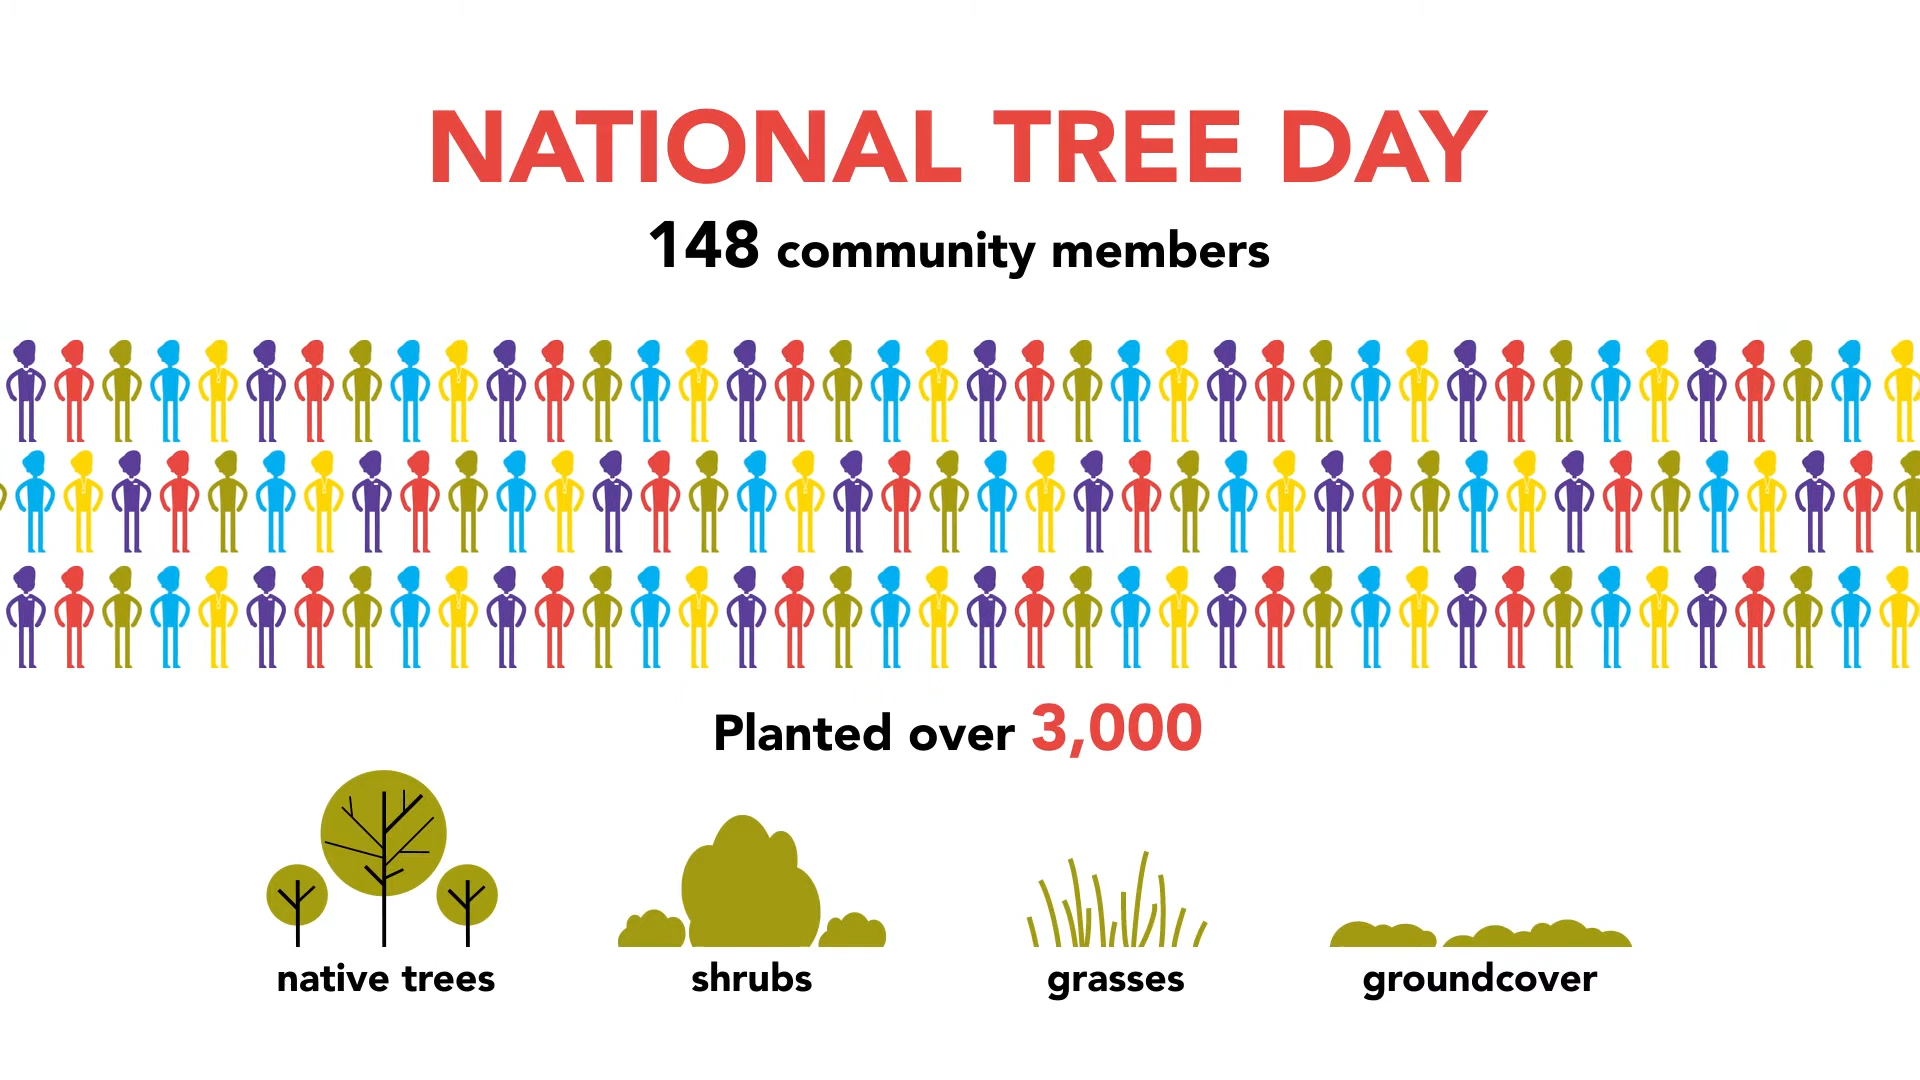 NATIONAL TREE DAY
148 community members
Planted over 3,000
native trees
shrubs
grasses
groundcover